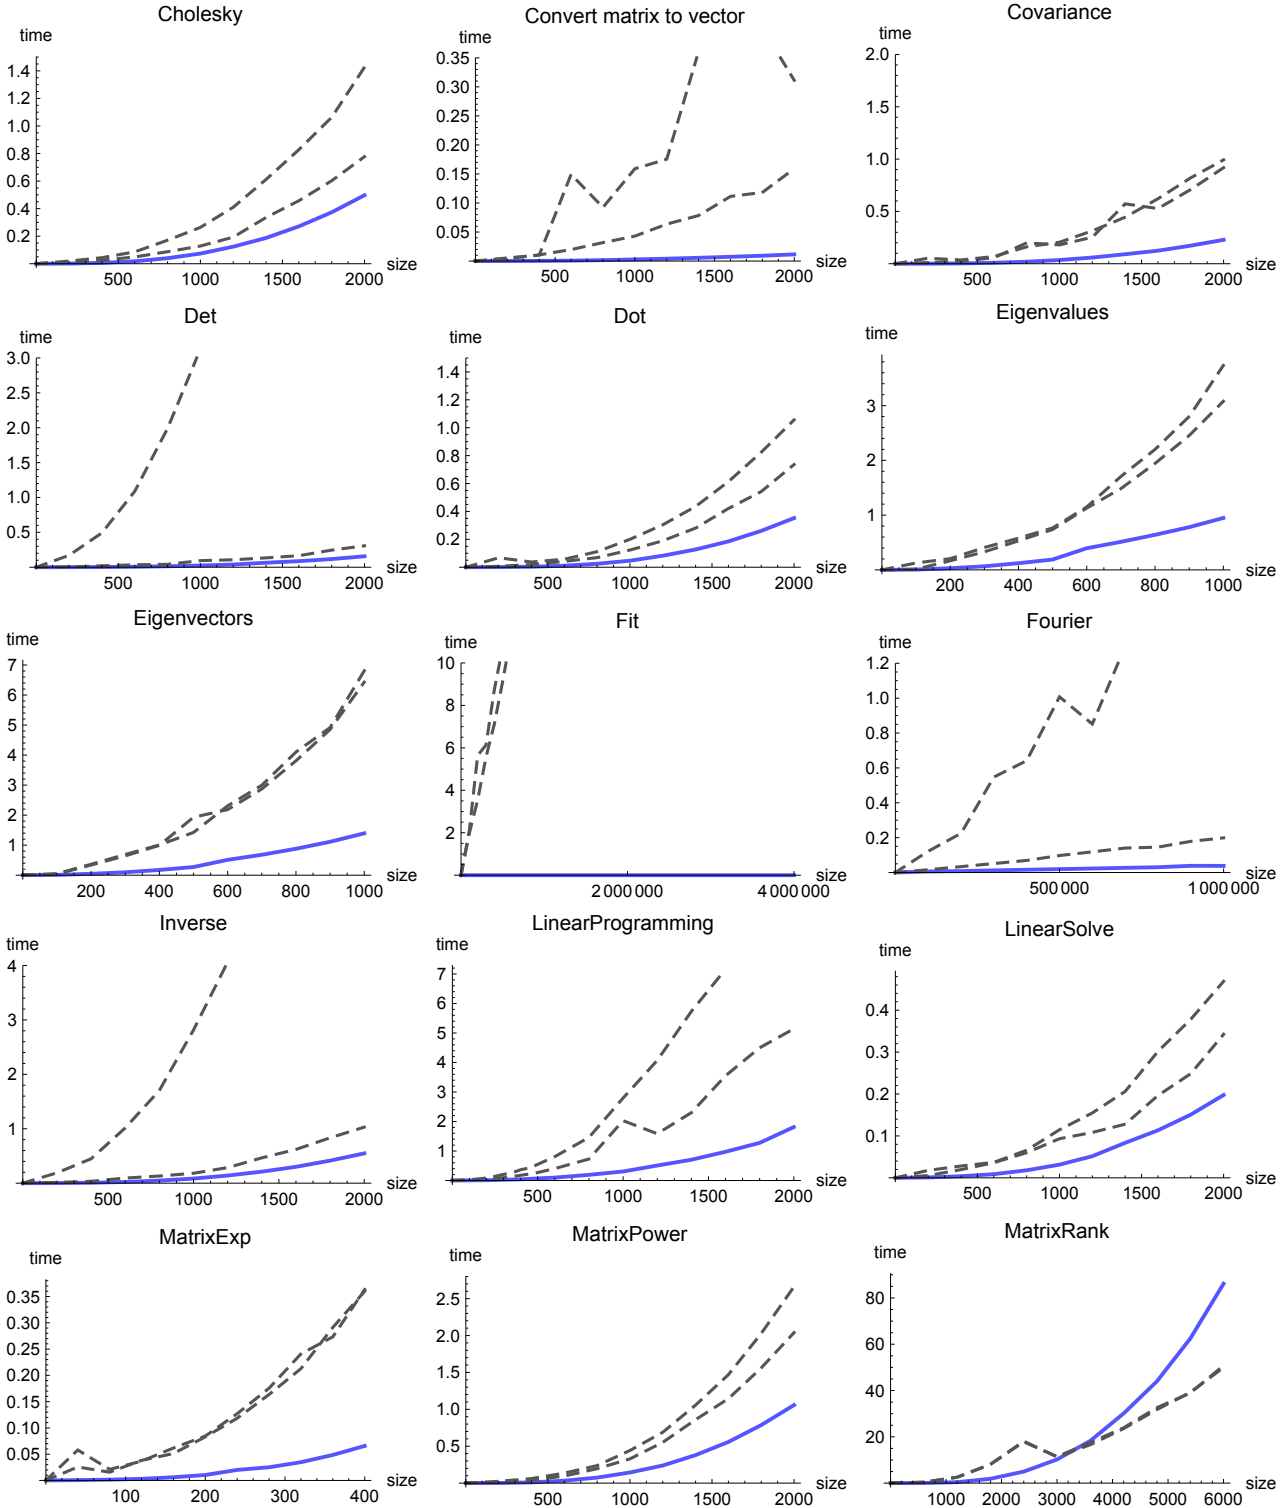 Cholesky
time
1.4
1.2
1.0
0.8
0.6
0.4
0.2
500 1000 1500 2000 size
Convert matrix to vector
time
0.35
0.30
0.25
0.20
0.15
0.10
0.05
500 1000 1500 2000 size
Covariance
time
2.0
1.5
1.0
0.5
500 1000 1500 2000 size
Det
time
3.0
2.5
2.0
1.5
1.0
0.5
500 1000 1500 2000 size
Dot
time
1.4
1.2
1.0
0.8
0.6
0.4
0.2
500 1000 1500 2000 size
Eigenvalues
time
3
2
1
200 400 600 800 1000 size
Eigenvectors
time
7
6
5
4
3
2
1
200 400 600 800 1000 size
Fit
time
10
8
6
4
2
2000000 4000000 size
Fourier
time
1.2
1.0
0.8
0.6
0.4
0.2
500000 1000000 size
Inverse
time
4
3
2
1
500 1000 1500 2000 size
LinearProgramming
time
7
6
5
4
3
2
1
500 1000 1500 2000 size
LinearSolve
time
0.4
0.3
0.2
0.1
500 1000 1500 2000 size
MatrixExp
time
0.35
0.30
0.25
0.20
0.15
0.10
0.05
100 200 300 400 size
MatrixPower
time
2.5
2.0
1.5
1.0
0.5
500 1000 1500 2000 size
MatrixRank
time
80
60
40
20
1000 2000 3000 4000 5000 6000 size